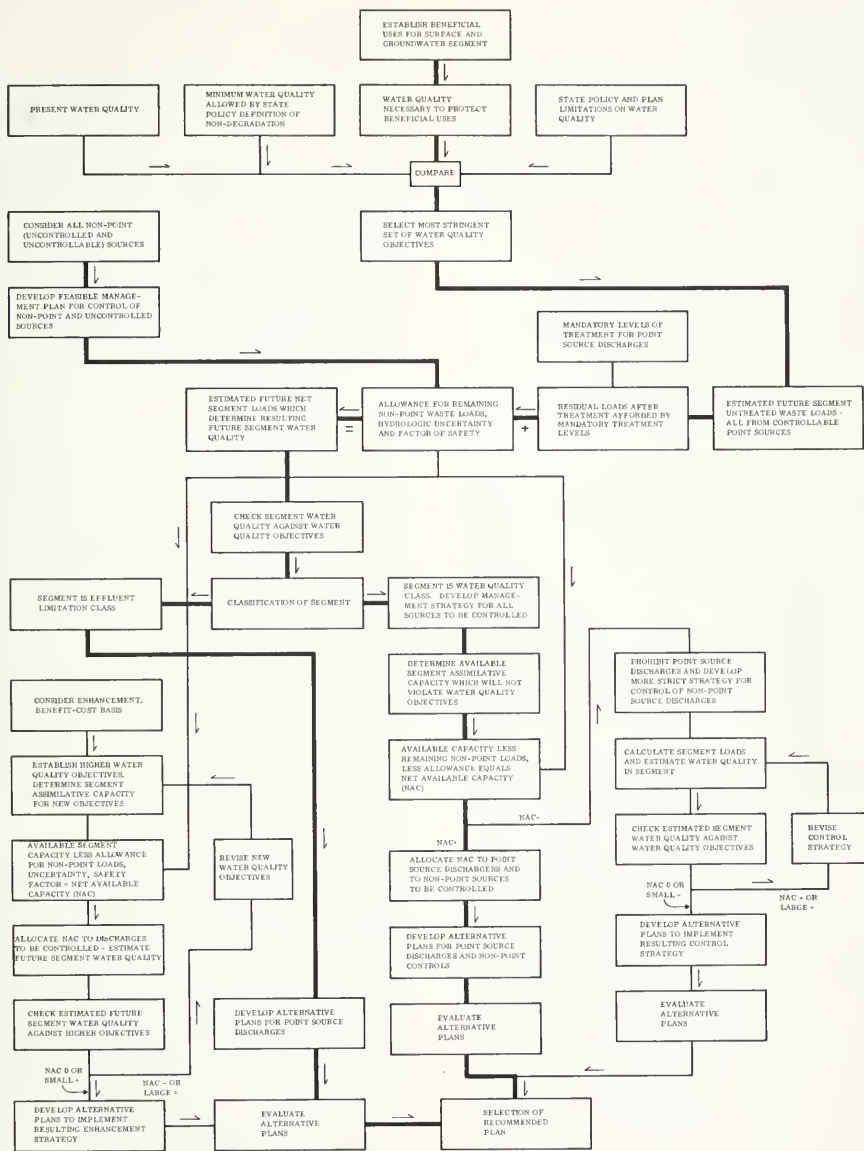 ESTABLISH BENEFICIAL
USES FOR SURFACE AND
GROUNDWATER SEGMENT
PRESENT WATER QUALITY
MINIMUM WATER QUALITY
ALLOWED BY STATE
POLICY DEFINITION OF
NON-DEGRADATION
WATER QUALITY
NECESSARY TO PROTECT
BENEFICIAL USES
STATE POLICY AND PLAN
LIMITATIONS ON WATER
QUALITY
COMPARE
CONSIDER ALL NON-POINT
(UNCONTROLLED AND
UNCONTROLLABLE) SOURCES
SELECT MOST STRINGENT
SET OF WATER QUALITY
OBJECTIVES
DEVELOP FEASIBLE MANAGE-
MENT PLAN FOR CONTROL OF
NON-POINT AND UNCONTROLLED
SOURCES
MANDATORY LEVELS OF
TREATMENT FOR POINT
SOURCE DISCHARGES
ESTIMATED FUTURE NET
SEGMENT LOADS WHICH
DETERMINE RESULTING
FUTURE SEGMENT WATER
QUALITY
=
ALLOWANCE FOR REMAINING
NON-POINT WASTE LOADS,
HYDROLOGIC UNCERTAINTY
AND FACTOR OF SAFETY
+
RESIDUAL LOADS AFTER
TREATMENT AFFORDED BY
MANDATORY TREATMENT
LEVELS
ESTIMATED FUTURE SEGMENT
UNTREATED WASTE LOADS -
ALL FROM CONTROLLABLE
POINT SOURCES
CHECK SEGMENT WATER
QUALITY AGAINST WATER
QUALITY OBJECTIVES
SEGMENT IS EFFLUENT
LIMITATION CLASS
CLASSIFICATION OF SEGMENT
SEGMENT IS WATER QUALITY
CLASS. DEVELOP MANAGE-
MENT STRATEGY FOR ALL
SOURCES TO BE CONTROLLED
DETERMINE AVAILABLE
SEGMENT ASSIMILATIVE
CAPACITY WHICH WILL NOT
VIOLATE WATER QUALITY
OBJECTIVES
PROHIBIT POINT SOURCE
DISCHARGES AND DEVELOP
MORE STRICT STRATEGY FOR
CONTROL OF NON-POINT
SOURCE DISCHARGES
CONSIDER ENHANCEMENT,
BENEFIT-COST BASIS
ESTABLISH HIGHER WATER
QUALITY OBJECTIVES.
DETERMINE SEGMENT
ASSIMILATIVE CAPACITY
FOR NEW OBJECTIVES
AVAILABLE CAPACITY LESS
REMAINING NON-POINT LOADS,
LESS ALLOWANCE EQUALS
NET AVAILABLE CAPACITY
(NAC)
CALCULATE SEGMENT LOADS
AND ESTIMATE WATER QUALITY
IN SEGMENT
NAC-
NAC+
AVAILABLE SEGMENT
CAPACITY LESS ALLOWANCE
FOR NON-POINT LOADS,
UNCERTAINTY, SAFETY
FACTOR = NET AVAILABLE
CAPACITY (NAC)
REVISE NEW
WATER QUALITY
OBJECTIVES
ALLOCATE NAC TO POINT
SOURCE DISCHARGERS AND
TO NON-POINT SOURCES
TO BE CONTROLLED
CHECK ESTIMATED SEGMENT
WATER QUALITY AGAINST
WATER QUALITY OBJECTIVES
REVISE
CONTROL
STRATEGY
NAC 0 OR
SMALL +
NAC - OR
LARGE +
ALLOCATE NAC TO DISCHARGES
TO BE CONTROLLED - ESTIMATE
FUTURE SEGMENT WATER QUALITY
DEVELOP ALTERNATIVE
PLANS FOR POINT SOURCE
DISCHARGES AND NON-POINT
CONTROLS
DEVELOP ALTERNATIVE
PLANS TO IMPLEMENT
RESULTING CONTROL
STRATEGY
CHECK ESTIMATED FUTURE
SEGMENT WATER QUALITY
AGAINST HIGHER OBJECTIVES
DEVELOP ALTERNATIVE
PLANS FOR POINT SOURCE
DISCHARGES
EVALUATE
ALTERNATIVE
PLANS
EVALUATE
ALTERNATIVE
PLANS
NAC 0 OR
SMALL +
NAC - OR
LARGE +
DEVELOP ALTERNATIVE
PLANS TO IMPLEMENT
RESULTING ENHANCEMENT
STRATEGY
EVALUATE
ALTERNATIVE
PLANS
SELECTION OF
RECOMMENDED
PLAN